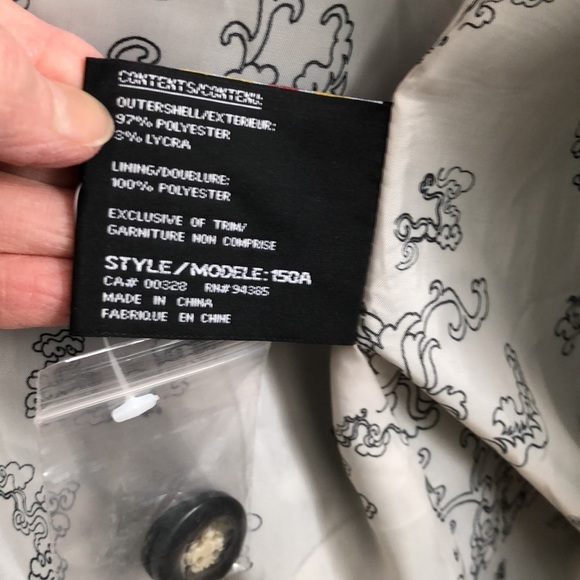 CONTENTS/CONTENU:
OUTERSHELL/EXTERIEUR:
97% POLYESTER
3% LYCRA
LINING/DOUBLURE:
100% POLYESTER
EXCLUSIVE OF TRIM/
GARNITURE NON COMPRISE
STYLE/MODELE:150A
CA# 00328 RN#94385
MADE IN CHINA
FABRIQUE EN CHINE